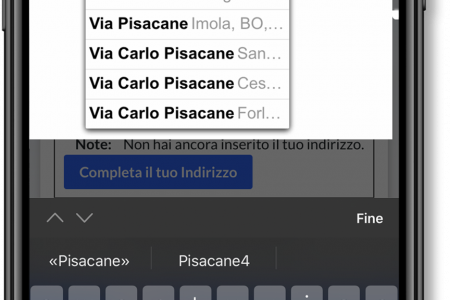 Via Pisacane Imola, BO,...
Via Carlo Pisacane San...
Via Carlo Pisacane Ces...
Via Carlo Pisacane Forl...
Note: Non hai ancora inserito il tuo indirizzo.
Completa il tuo Indirizzo
Fine
«Pisacane» Pisacane4